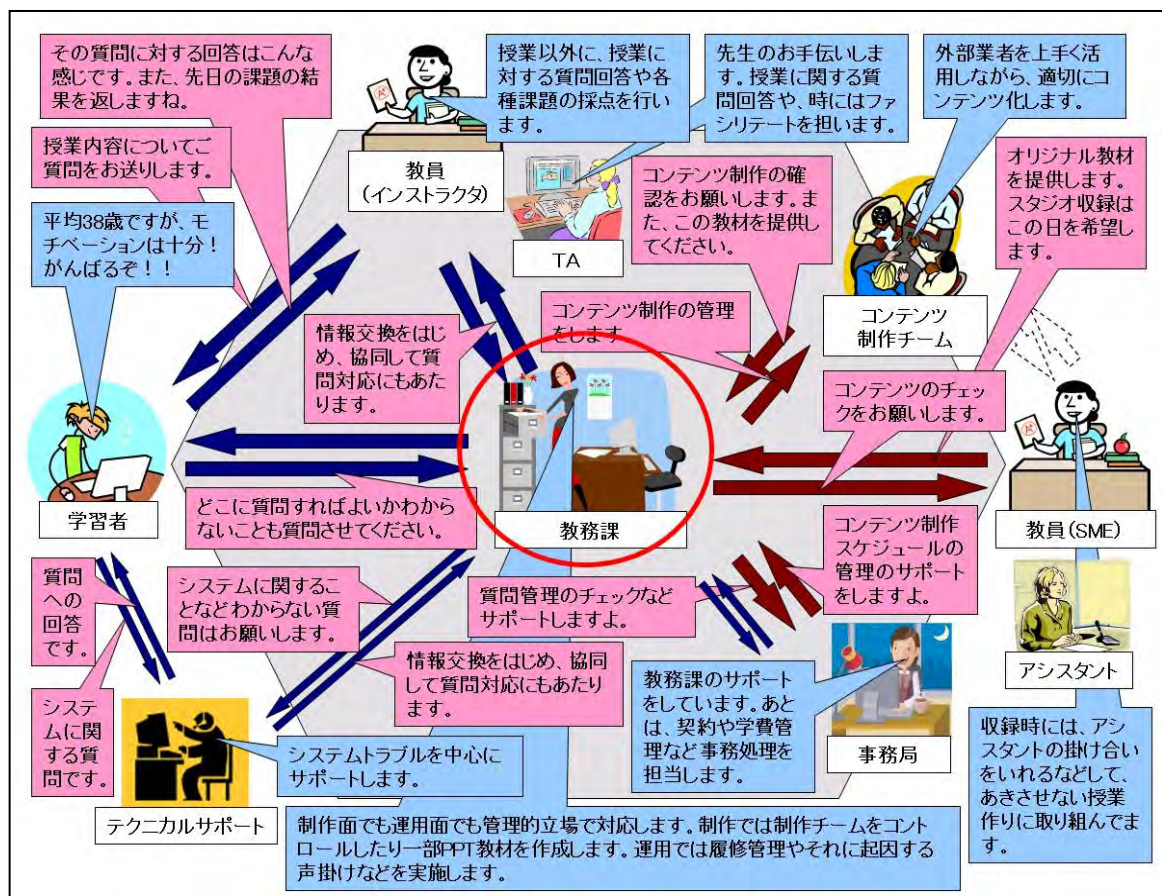 その質問に対する回答はこんな
感じです。また、先日の課題の結
果を返しますね。
授業以外に、授業に
対する質問回答や各
種課題の採点を行い
ます。
先生のお手伝いしま
す。授業に関する質
問回答や、時にはファ
シリテートを担います。
外部業者を上手く活
用しながら、適切にコ
ンテンツ化します。
授業内容についてご
質問をお送りします。
教員
(インストラクタ)
TA
コンテンツ制作の確
認をお願いします。ま
た、この教材を提供し
てください。
オリジナル教材
を提供します。
スタジオ収録は
この日を希望し
ます。
平均38歳ですが、モ
チベーションは十分！
がんばるぞ！！
コンテンツ
制作チーム
情報交換をはじ
め、協同して質
問対応にもあた
ります。
コンテンツ制作の管理
をします
コンテンツのチェッ
クをお願いします。
学習者
どこに質問すればよいかわから
ないことも質問させてください。
教務課
教員(SME)
コンテンツ制作
スケジュールの
管理のサポート
をしますよ。
質問
への
回答
です。
システムに関するこ
となどわからない質
問はお願いします。
質問管理のチェックなど
サポートしますよ。
アシスタント
システ
ムに関
する質
問です。
情報交換をはじめ、協同
して質問対応にもあたり
ます。
教務課のサポート
をしています。あと
は、契約や学費管
理など事務処理を
担当します。
事務局
収録時には、アシ
スタントの掛け合い
をいれるなどして、
あきさせない授業
作りに取り組んでま
す。
システムトラブルを中心に
サポートします。
テクニカルサポート
制作面でも運用面でも管理的立場で対応します。制作では制作チームをコント
ロールしたり一部PPT教材を作成します。運用では履修管理やそれに起因する
声掛けなどを実施します。